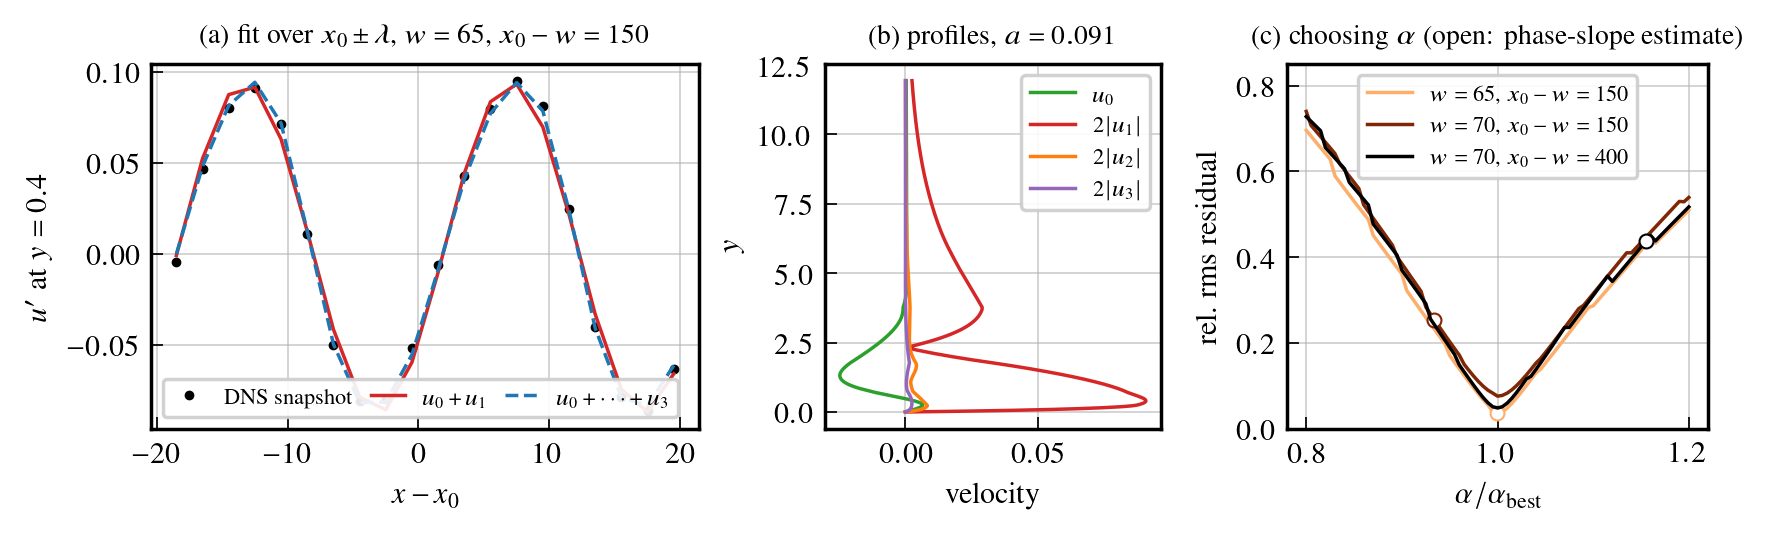 (a) fit over x₀ ± λ, w = 65, x₀ − w = 150
u′ at y = 0.4
0.10
0.05
0.00
−0.05
−20
−10
0
10
20
x − x₀
DNS snapshot
u₀ + u₁
u₀ + ⋯ + u₃
(b) profiles, a = 0.091
y
12.5
10.0
7.5
5.0
2.5
0.0
0.00
0.05
velocity
u₀
2|u₁|
2|u₂|
2|u₃|
(c) choosing α (open: phase-slope estimate)
rel. rms residual
0.8
0.6
0.4
0.2
0.0
0.8
1.0
1.2
α/α_best
w = 65, x₀ − w = 150
w = 70, x₀ − w = 150
w = 70, x₀ − w = 400